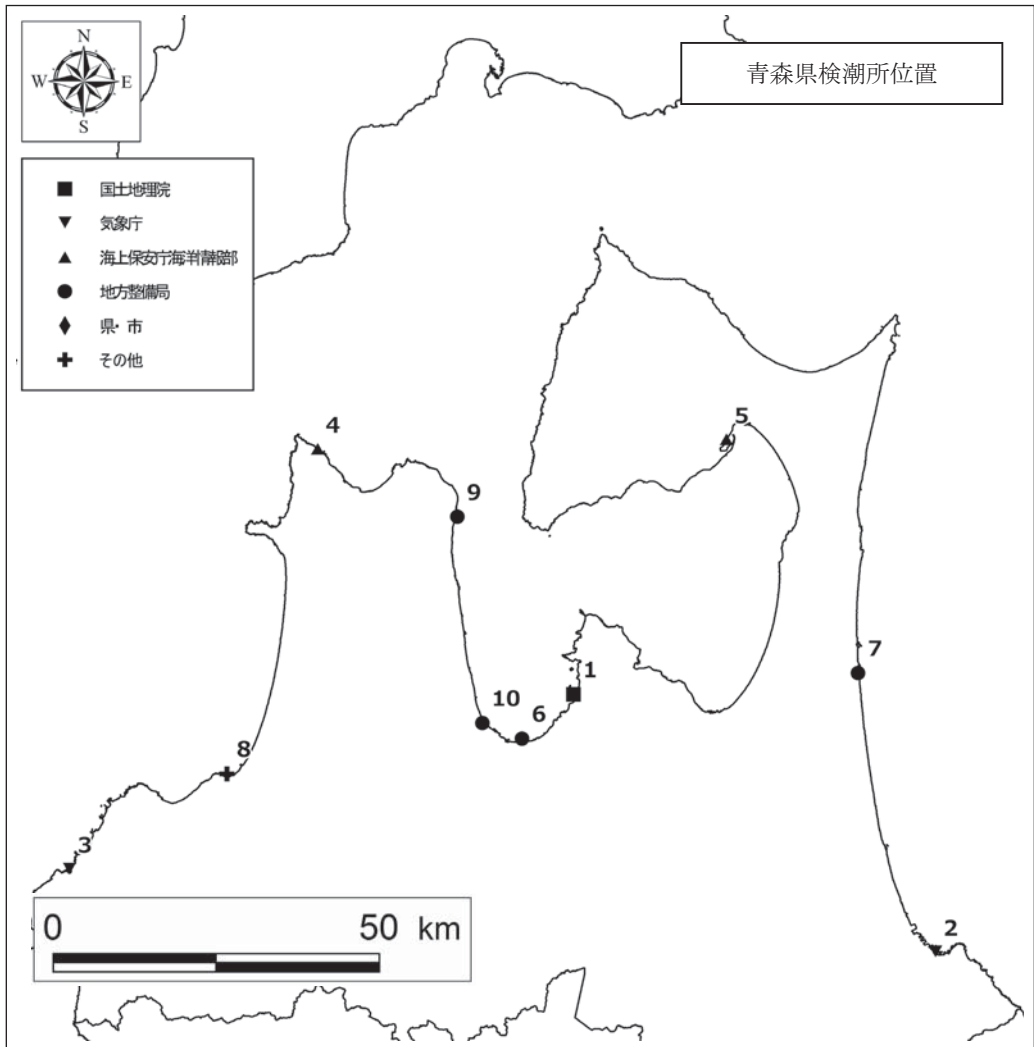 N
青森県検潮所位置
W E
S
国土地理院
気象庁
海上保安庁海洋情報部
地方整備局
県・市
その他
4
5
9
1
7
10 6
8
3
2
0 50 km